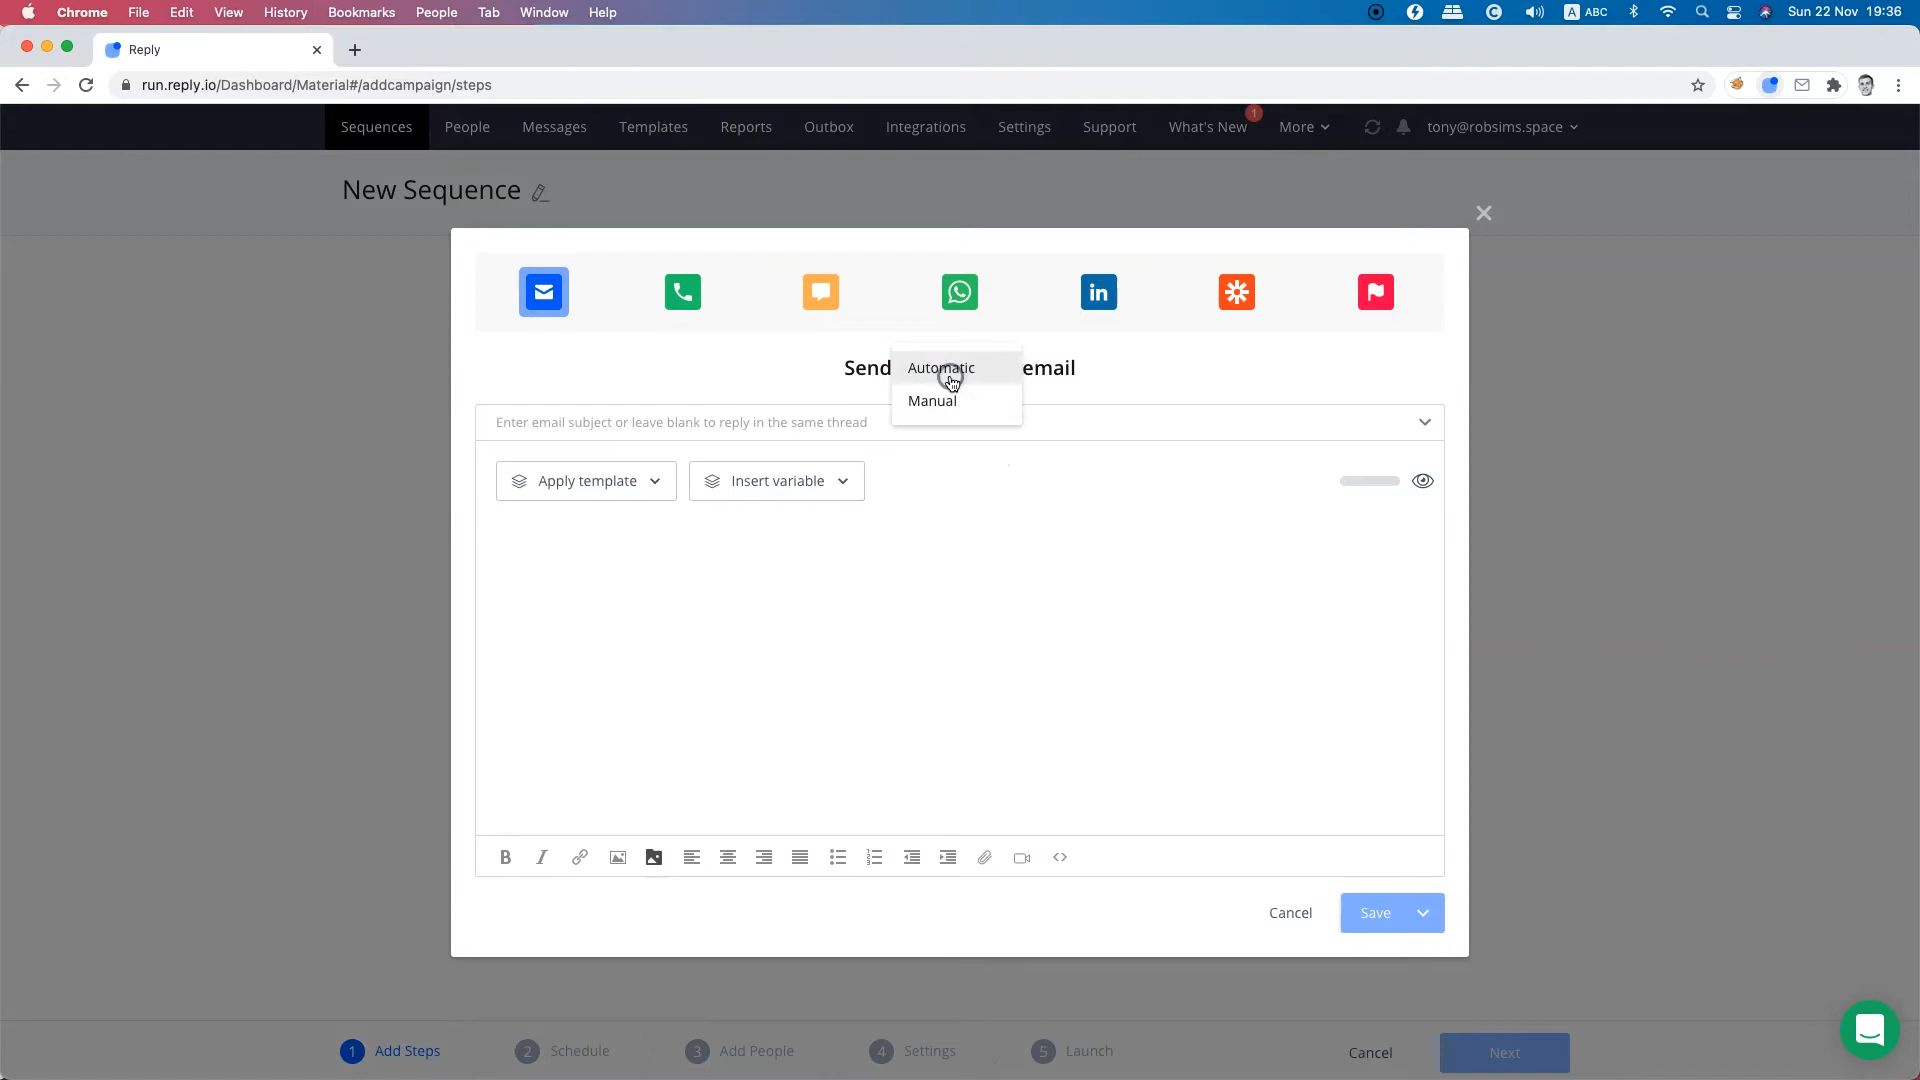 Chrome File Edit View History Bookmarks People Tab Window Help A ABC Sun 22 Nov 19:36
Reply
run.reply.io/Dashboard/Material#/addcampaign/steps
Sequences People Messages Templates Reports Outbox Integrations Settings Support What's New 1 More tony@robsims.space
New Sequence
in
Send email
Automatic
Manual
Enter email subject or leave blank to reply in the same thread
Apply template Insert variable
B I
Cancel Save
1 Add Steps 2 Schedule 3 Add People 4 Settings 5 Launch Cancel Next